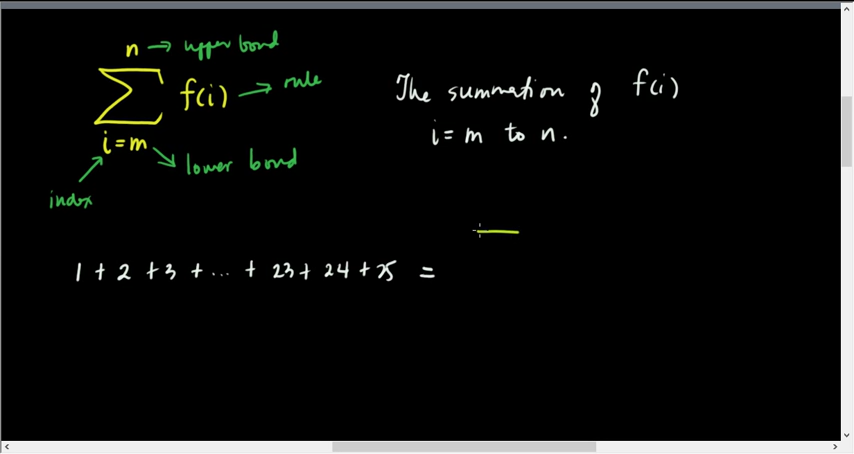 n → upper bond
∑ f(i) → rule
i = m
lower bond
index
The summation of f(i)
i = m to n.
1 + 2 + 3 + ... + 23 + 24 + 25 =